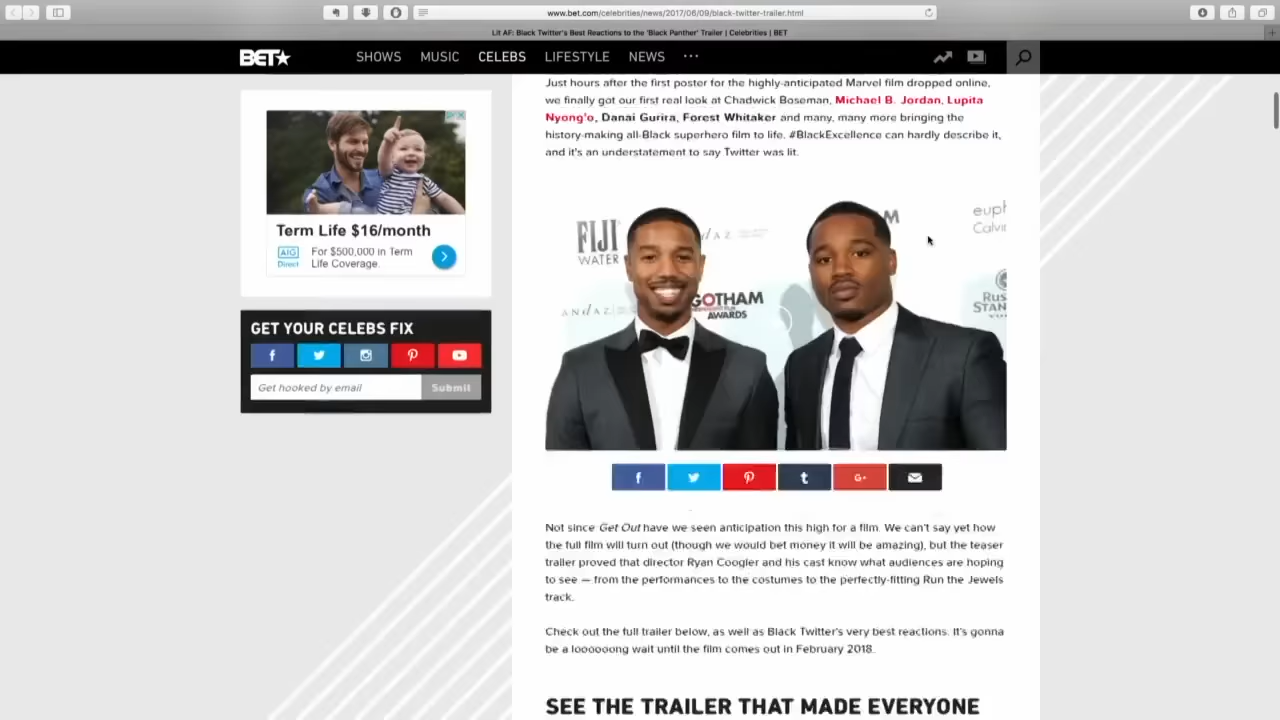 www.bet.com/celebrities/news/2017/06/09/black-twitter-trailer.html
Lit AF: Black Twitter's Best Reactions to the 'Black Panther' Trailer | Celebrities | BET
BET
SHOWS MUSIC CELEBS LIFESTYLE NEWS
Term Life $16/month
AIG
Direct
For $500,000 in Term
Life Coverage.
GET YOUR CELEBS FIX
Get hooked by email Submit
Just hours after the first poster for the highly-anticipated Marvel film dropped online,
we finally got our first real look at Chadwick Boseman, Michael B. Jordan, Lupita
Nyong'o, Danai Gurira, Forest Whitaker and many, many more bringing the
history-making all-Black superhero film to life. #BlackExcellence can hardly describe it,
and it's an understatement to say Twitter was lit.
FIJI
WATER
GOTHAM
AWARDS
Not since Get Out have we seen anticipation this high for a film. We can't say yet how
the full film will turn out (though we would bet money it will be amazing), but the teaser
trailer proved that director Ryan Coogler and his cast know what audiences are hoping
to see — from the performances to the costumes to the perfectly-fitting Run the Jewels
track.
Check out the full trailer below, as well as Black Twitter's very best reactions. It's gonna
be a loooooong wait until the film comes out in February 2018.
SEE THE TRAILER THAT MADE EVERYONE